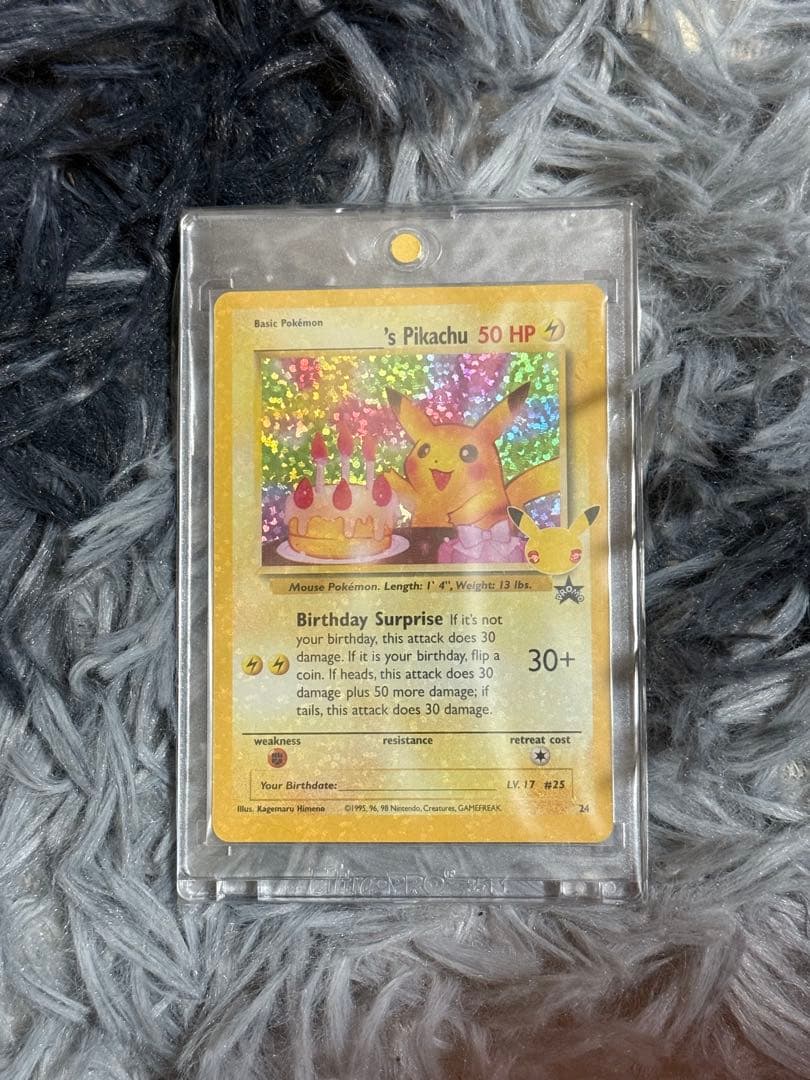 Basic Pokémon
____'s Pikachu 50 HP
Mouse Pokémon. Length: 1' 4", Weight: 13 lbs.
PROMO
Birthday Surprise If it's not
your birthday, this attack does 30
damage. If it is your birthday, flip a
coin. If heads, this attack does 30
damage plus 50 more damage; if
tails, this attack does 30 damage.
30+
weakness resistance retreat cost
Your Birthdate:____ LV. 17 #25
Illus. Kagemaru Himeno ©1995, 96, 98 Nintendo, Creatures, GAMEFREAK. 24